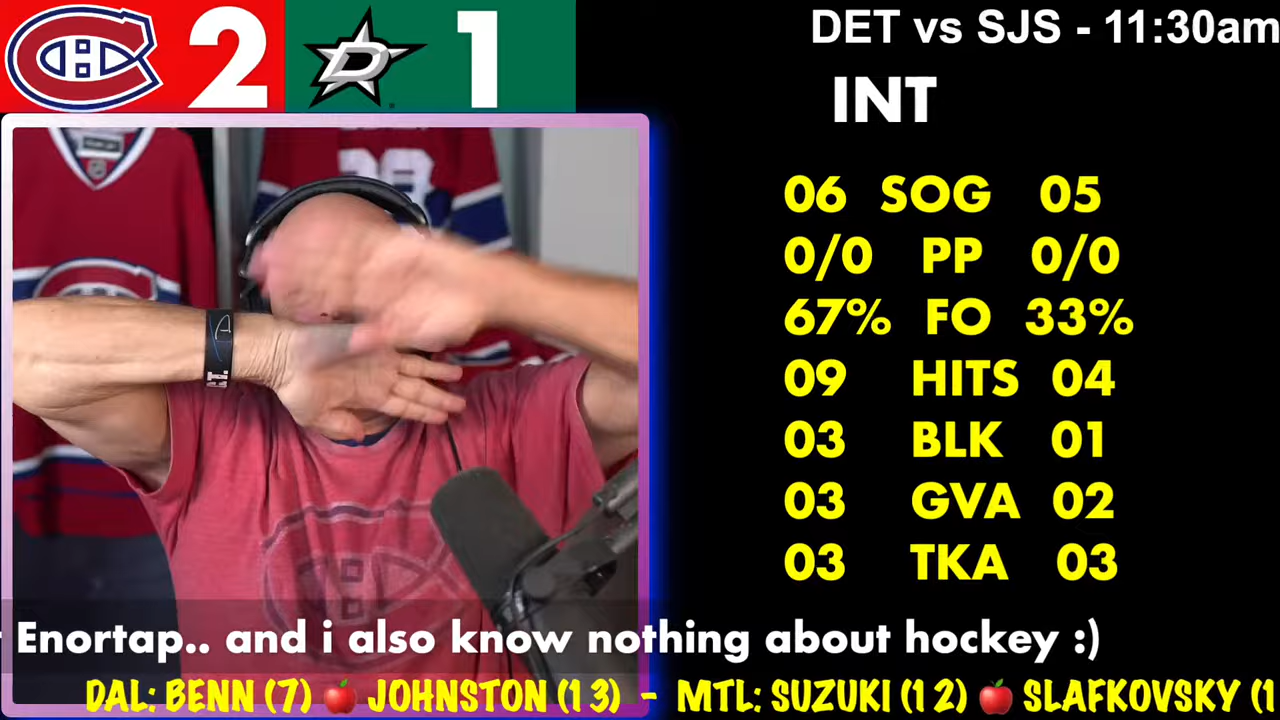 2
1
DET vs SJS - 11:30am
INT
06 SOG 05
0/0 PP 0/0
67% FO 33%
09 HITS 04
03 BLK 01
03 GVA 02
03 TKA 03
Enortap.. and i also know nothing about hockey :)
DAL: BENN (7) 🍎 JOHNSTON (13) - MTL: SUZUKI (12) 🍎 SLAFKOVSKY (1